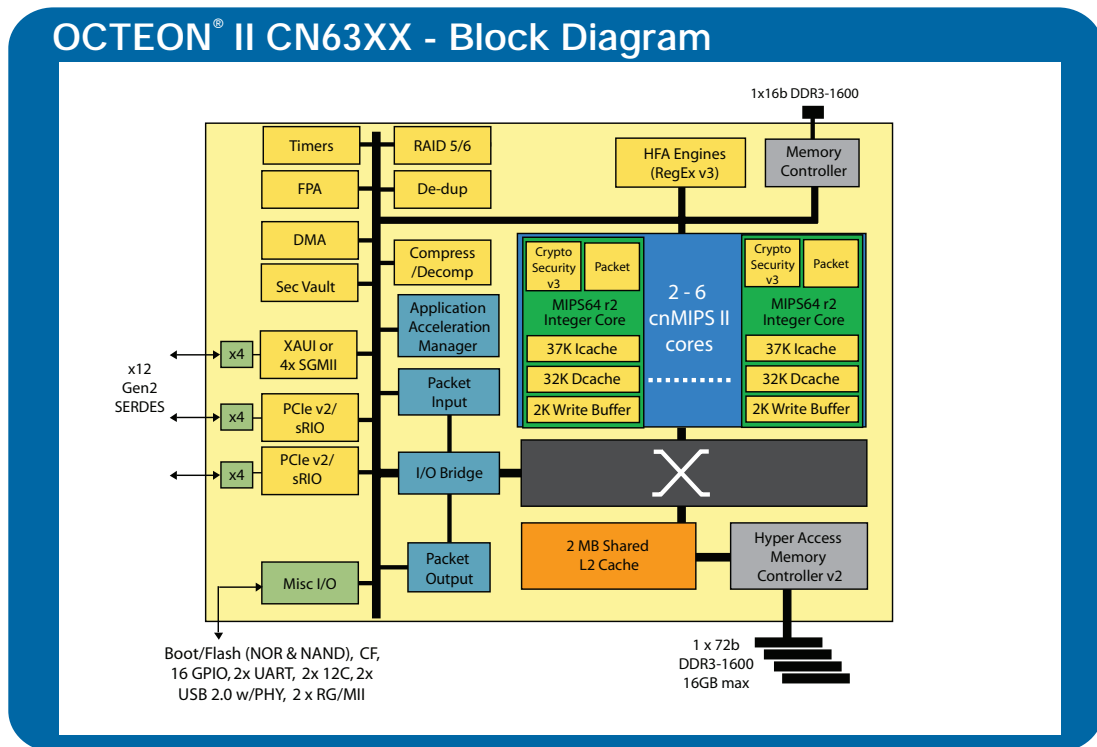 OCTEON® II CN63XX - Block Diagram
1x16b DDR3-1600
Timers
RAID 5/6
HFA Engines
(RegEx v3)
Memory
Controller
FPA
De-dup
DMA
Compress
/Decomp
Sec Vault
Crypto
Security
v3
Packet
MIPS64 r2
Integer Core
37K Icache
32K Dcache
2K Write Buffer
2 - 6
cnMIPS II
cores
Crypto
Security
v3
Packet
MIPS64 r2
Integer Core
37K Icache
32K Dcache
2K Write Buffer
Application
Acceleration
Manager
x12
Gen2
SERDES
x4
XAUI or
4x SGMII
Packet
Input
x4
PCIe v2/
sRIO
x4
PCIe v2/
sRIO
I/O Bridge
2 MB Shared
L2 Cache
Hyper Access
Memory
Controller v2
Packet
Output
Misc I/O
Boot/Flash (NOR & NAND), CF,
16 GPIO, 2x UART, 2x 12C, 2x
USB 2.0 w/PHY, 2 x RG/MII
1 x 72b
DDR3-1600
16GB max